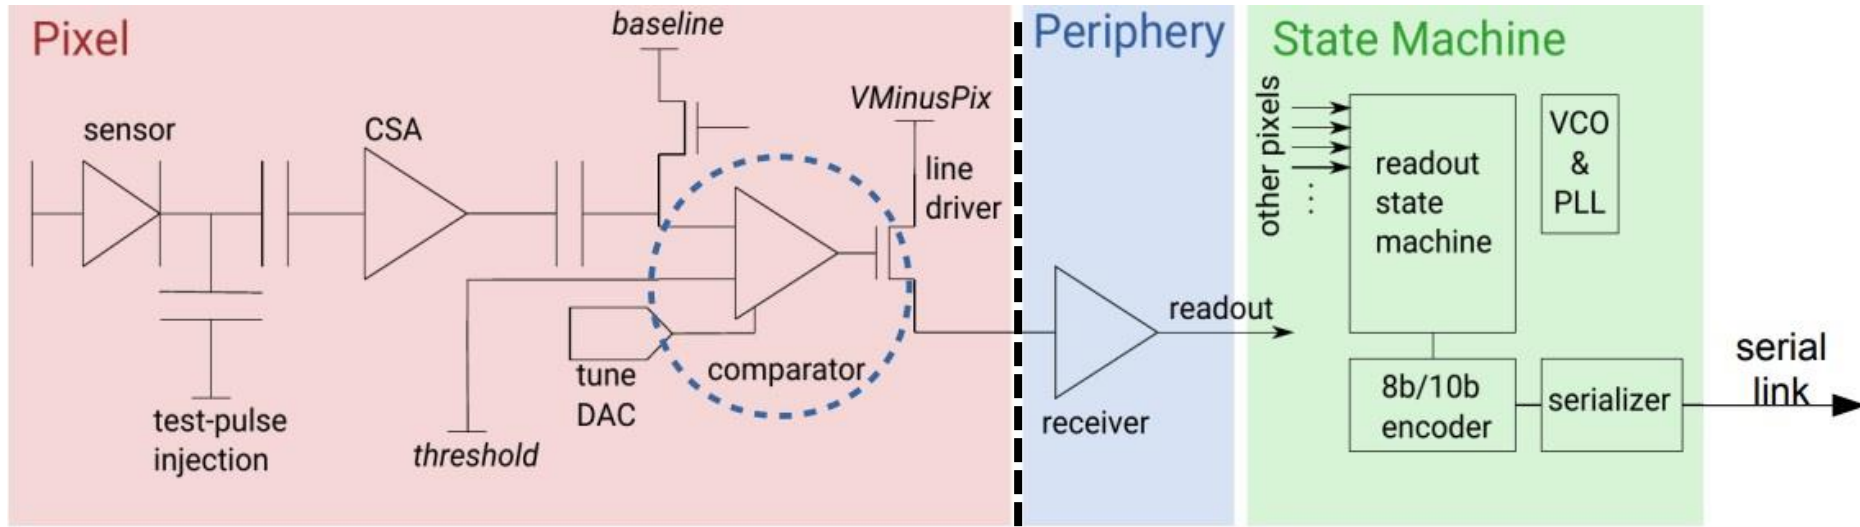 Pixel
Periphery
State Machine
baseline
VMinusPix
sensor
CSA
line
driver
other pixels
...
readout
state
machine
VCO
&
PLL
readout
tune
DAC
comparator
receiver
test-pulse
injection
threshold
8b/10b
encoder
serializer
serial
link